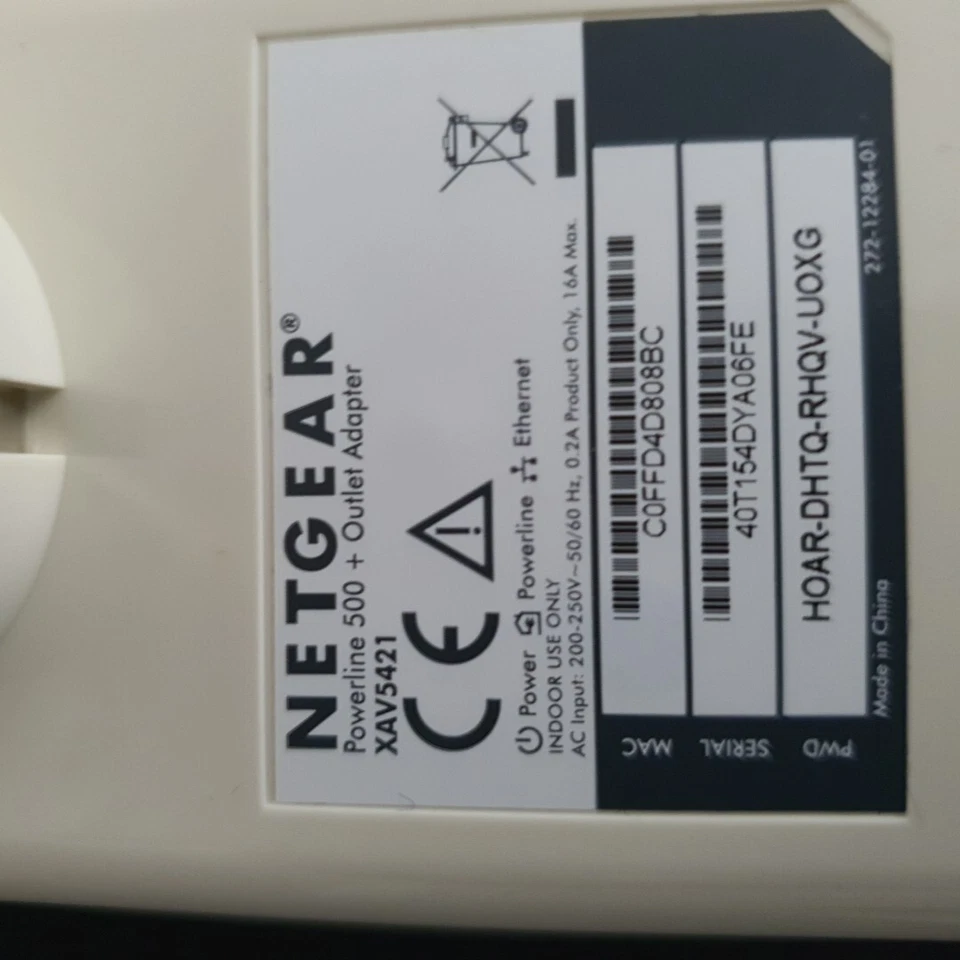 NETGEAR®
Powerline 500 + Outlet Adapter
XAV5421
CE
Power Powerline Ethernet
INDOOR USE ONLY
AC Input: 200-250V~50/60 Hz, 0.2A Product Only, 16A Max.
MAC
C0FFD4D808BC
SERIAL
40T154DYA06FE
PWD
HOAR-DHTQ-RHQV-UOXG
Made in China
272-12284-01